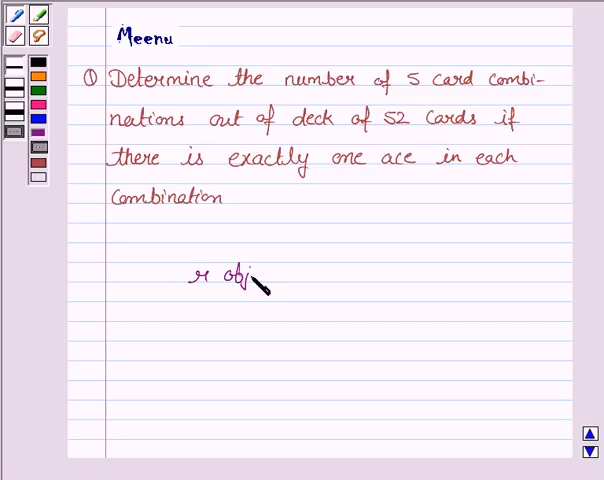 Meenu
① Determine the number of 5 card combi-
nations out of deck of 52 cards if
there is exactly one ace in each
combination
r obj